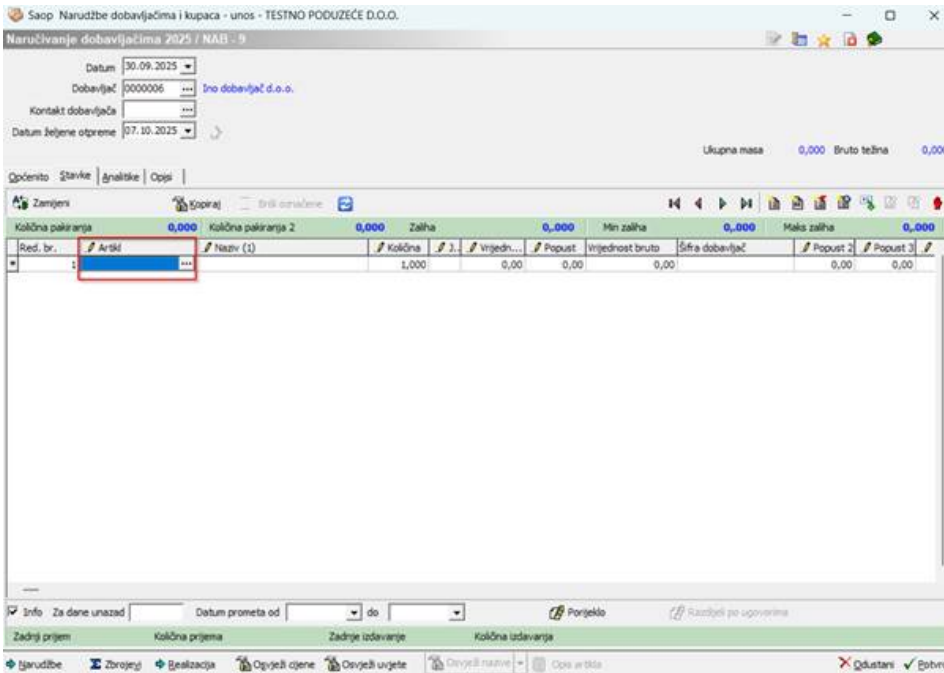 Saop Narudžbe dobavljačima i kupaca - unos - TESTNO PODUZEĆE D.O.O.
Naručivanje dobavljačima 2025 / NAB - 9
Datum 30.09.2025
Dobavljač 0000006 ... Ino dobavljač d.o.o.
Kontakt dobavljača ...
Datum željene otpreme 07.10.2025
Ukupna masa 0,000 Bruto težina 0,00
Općenito Stavke Analitike Opisi
Zamijeni Kopiraj Briši označene
Količina pakiranja 0,000 Količina pakiranja 2 0,000 Zaliha 0,,000 Min zaliha 0,,000 Maks zaliha 0,,000
Red. br. Artikl Naziv (1) Količina J.. Vrijedn... Popust Vrijednost bruto Šifra dobavljač Popust 2 Popust 3
1 ... 1,000 0,00 0,00 0,00 0,00 0,00
Info Za dane unazad Datum prometa od do Porijeklo Razdijeli po ugovorima
Zadnji prijem Količina prijema Zadnje izdavanje Količina izdavanja
Narudžbe Zbrojevi Realizacija Osvježi cijene Osvježi uvjete Osvježi nazive Opis artikla Odustani Potvrd